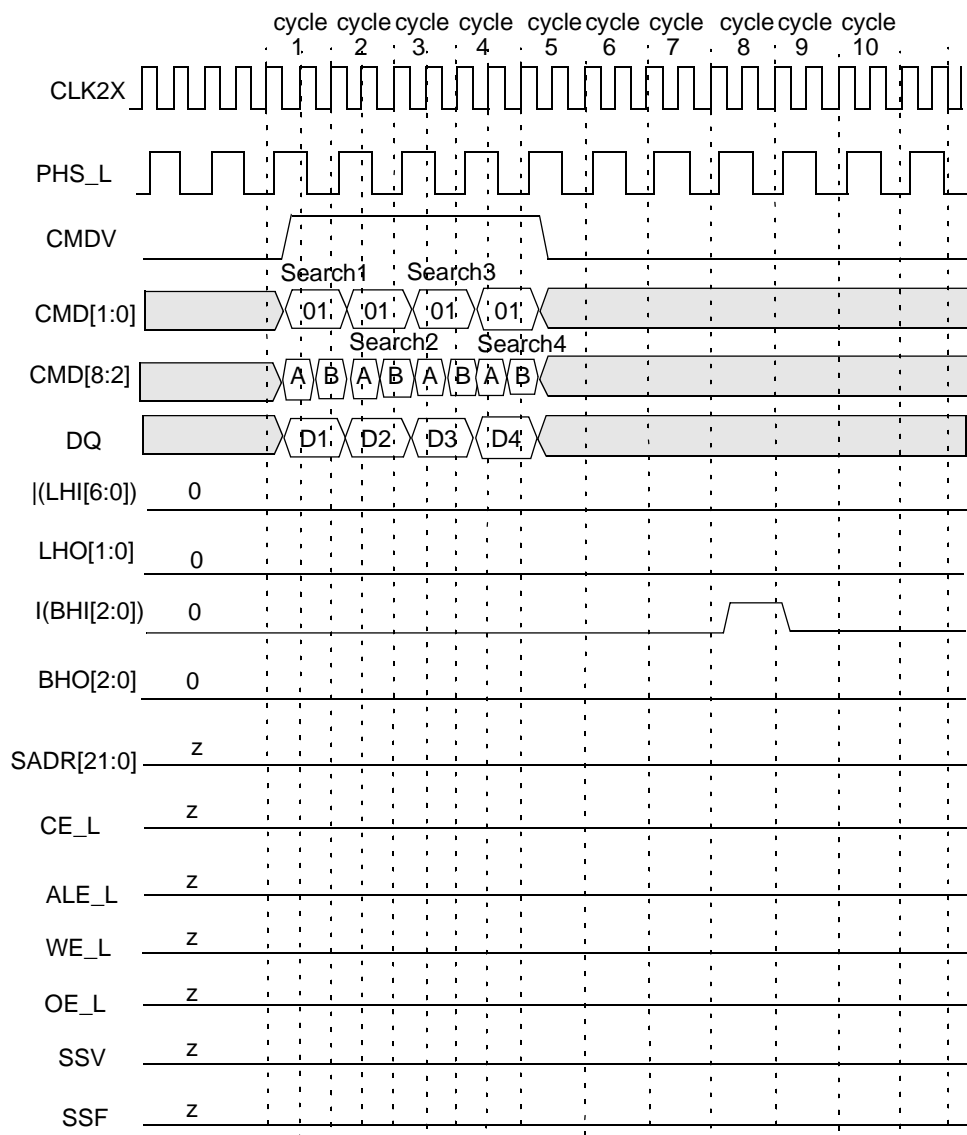 cycle cycle cycle cycle cycle cycle cycle cycle cycle cycle
1 2 3 4 5 6 7 8 9 10
CLK2X
PHS_L
CMDV
Search1 Search3
CMD[1:0] 01 01 01 01
Search2 Search4
CMD[8:2] A B A B A B A B
DQ D1 D2 D3 D4
|(LHI[6:0]) 0
LHO[1:0] 0
I(BHI[2:0]) 0
BHO[2:0] 0
SADR[21:0] z
CE_L z
ALE_L z
WE_L z
OE_L z
SSV z
SSF z